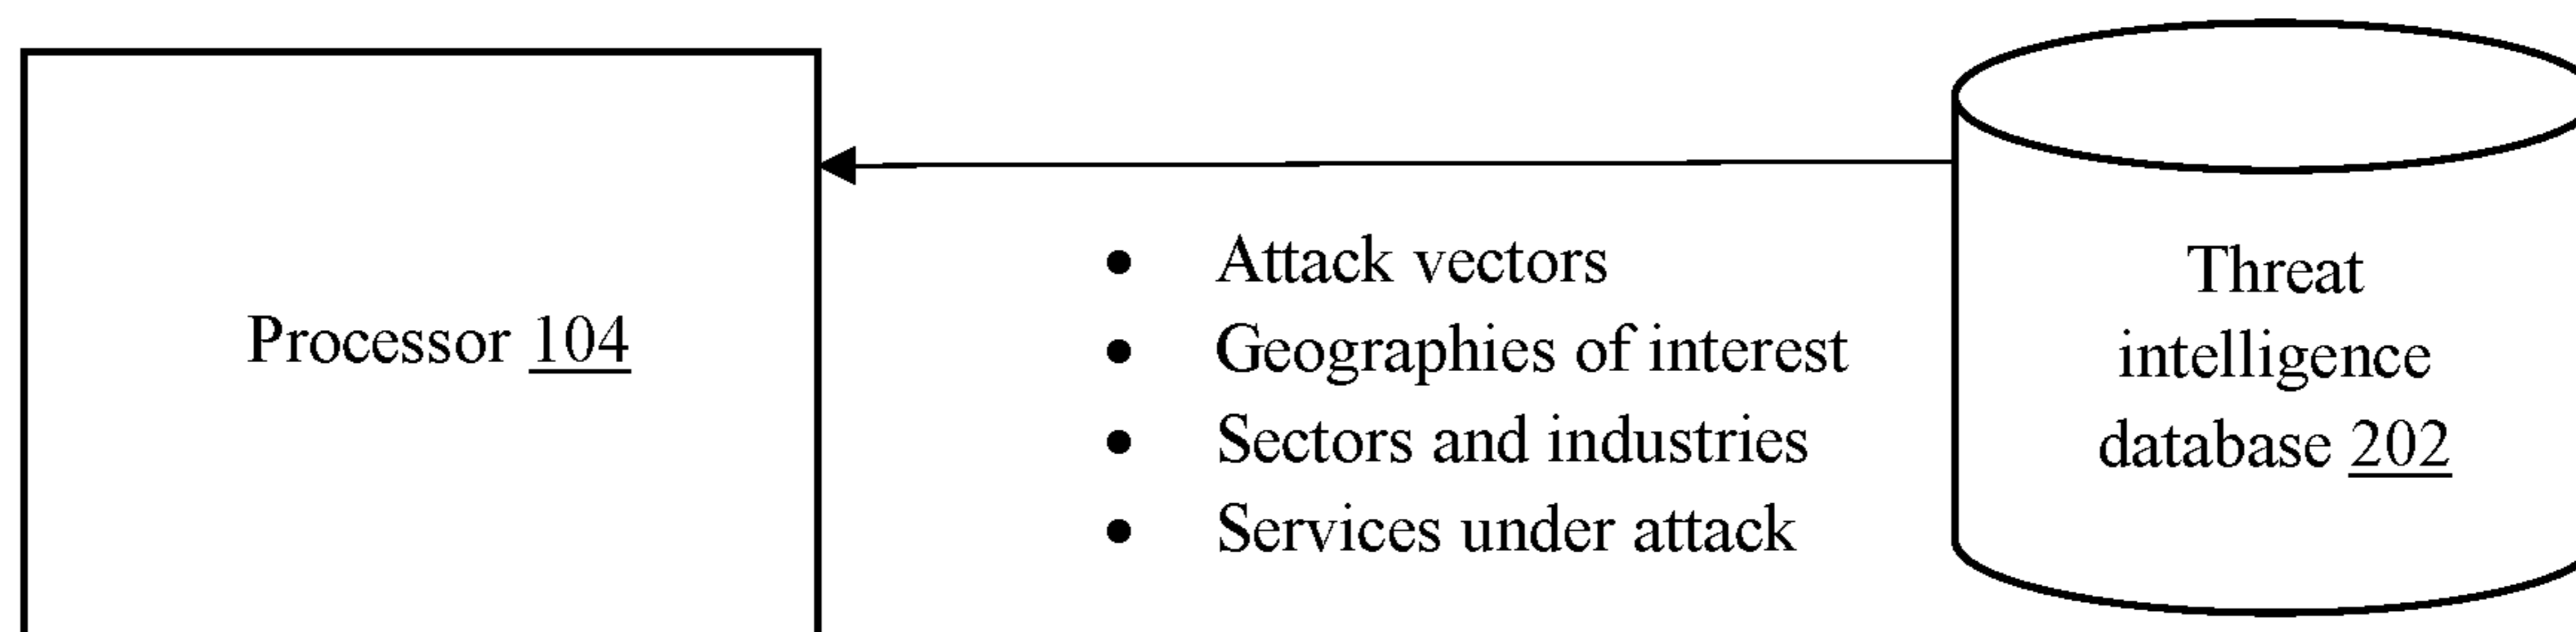 Processor 104
• Attack vectors
• Geographies of interest
• Sectors and industries
• Services under attack
Threat
intelligence
database 202